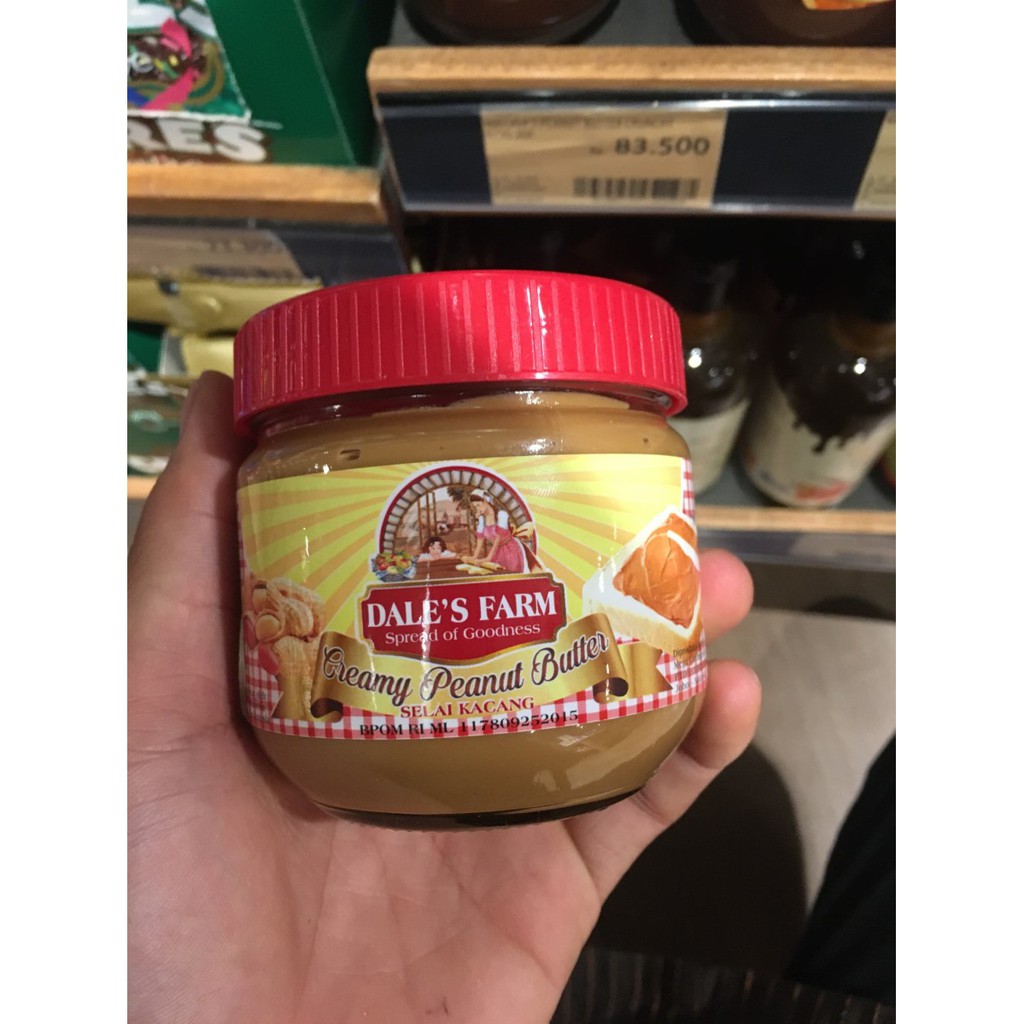 RES
83.500
DALE'S FARM
Spread of Goodness
Creamy Peanut Butter
SELAI KACANG
BPOM RI ML 117809252015